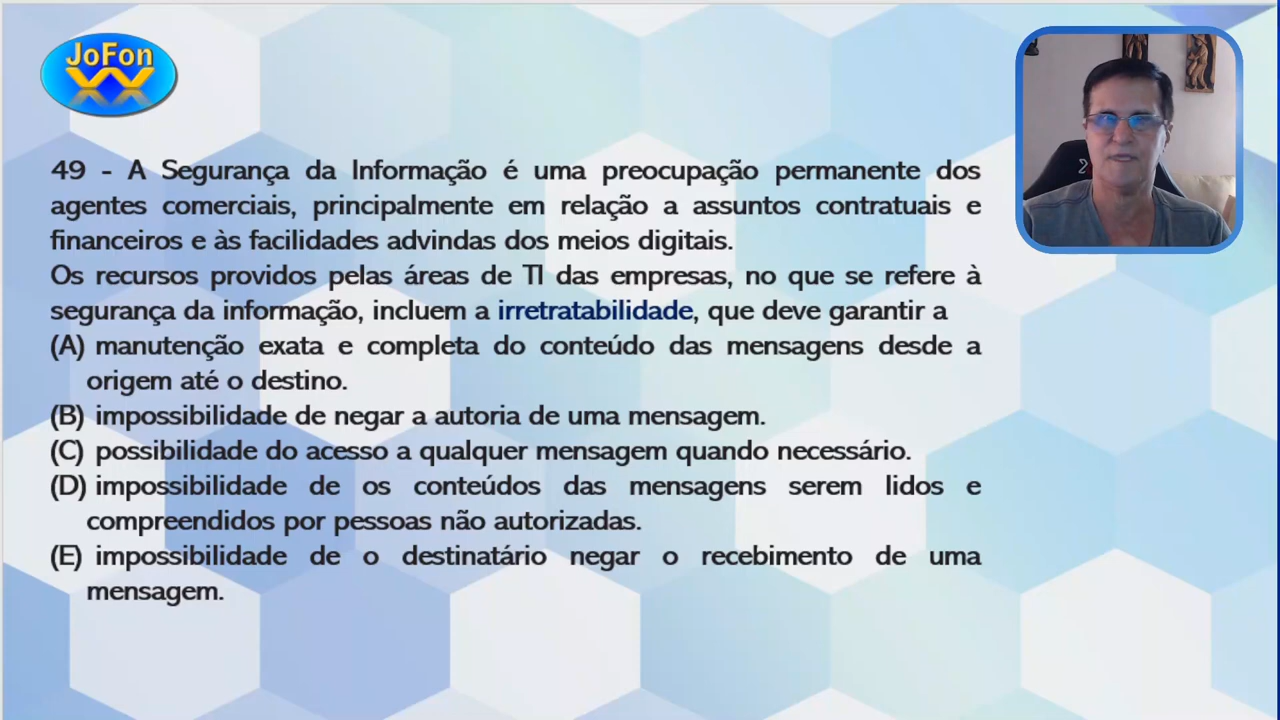 JoFon
49 - A Segurança da Informação é uma preocupação permanente dos
agentes comerciais, principalmente em relação a assuntos contratuais e
financeiros e às facilidades advindas dos meios digitais.
Os recursos providos pelas áreas de TI das empresas, no que se refere à
segurança da informação, incluem a irretratabilidade, que deve garantir a
(A) manutenção exata e completa do conteúdo das mensagens desde a
origem até o destino.
(B) impossibilidade de negar a autoria de uma mensagem.
(C) possibilidade do acesso a qualquer mensagem quando necessário.
(D) impossibilidade de os conteúdos das mensagens serem lidos e
compreendidos por pessoas não autorizadas.
(E) impossibilidade de o destinatário negar o recebimento de uma
mensagem.